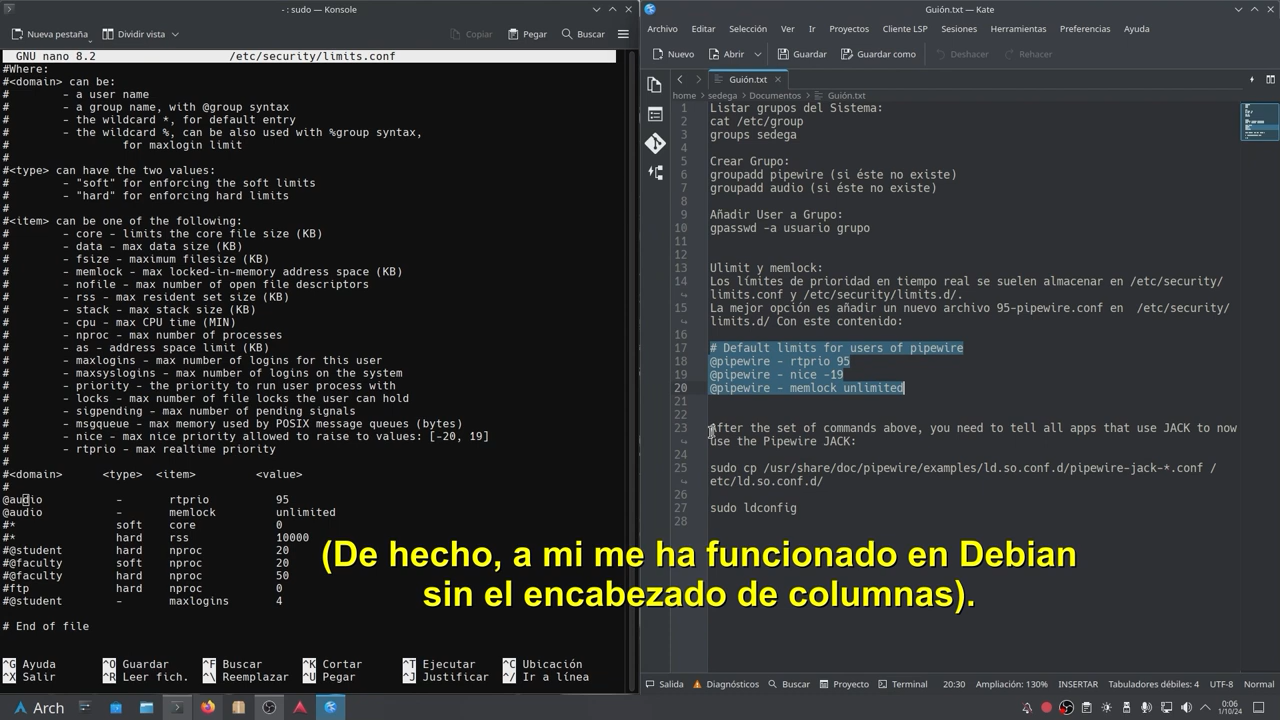 - : sudo — Konsole
Nueva pestaña
Dividir vista
Copiar
Pegar
Buscar
GNU nano 8.2 /etc/security/limits.conf
#Where:
#<domain> can be:
# - a user name
# - a group name, with @group syntax
# - the wildcard *, for default entry
# - the wildcard %, can be also used with %group syntax,
# for maxlogin limit
#
#<type> can have the two values:
# - "soft" for enforcing the soft limits
# - "hard" for enforcing hard limits
#
#<item> can be one of the following:
# - core - limits the core file size (KB)
# - data - max data size (KB)
# - fsize - maximum filesize (KB)
# - memlock - max locked-in-memory address space (KB)
# - nofile - max number of open file descriptors
# - rss - max resident set size (KB)
# - stack - max stack size (KB)
# - cpu - max CPU time (MIN)
# - nproc - max number of processes
# - as - address space limit (KB)
# - maxlogins - max number of logins for this user
# - maxsyslogins - max number of logins on the system
# - priority - the priority to run user process with
# - locks - max number of file locks the user can hold
# - sigpending - max number of pending signals
# - msgqueue - max memory used by POSIX message queues (bytes)
# - nice - max nice priority allowed to raise to values: [-20, 19]
# - rtprio - max realtime priority
#
#<domain> <type> <item> <value>
#
@audio - rtprio 95
@audio - memlock unlimited
#* soft core 0
#* hard rss 10000
#@student hard nproc 20
#@faculty soft nproc 20
#@faculty hard nproc 50
#ftp hard nproc 0
#@student - maxlogins 4
# End of file
^G Ayuda ^O Guardar ^F Buscar ^K Cortar ^T Ejecutar ^C Ubicación
^X Salir ^R Leer fich. ^\ Reemplazar ^U Pegar ^J Justificar ^/ Ir a línea
Guión.txt — Kate
Archivo Editar Selección Ver Ir Proyectos Cliente LSP Sesiones Herramientas Preferencias Ayuda
Nuevo Abrir Guardar Guardar como Deshacer Rehacer
Guión.txt
home > sedega > Documentos > Guión.txt
1 Listar grupos del Sistema:
2 cat /etc/group
3 groups sedega
4
5 Crear Grupo:
6 groupadd pipewire (si éste no existe)
7 groupadd audio (si éste no existe)
8
9 Añadir User a Grupo:
10 gpasswd -a usuario grupo
11
12
13 Ulimit y memlock:
14 Los límites de prioridad en tiempo real se suelen almacenar en /etc/security/
limits.conf y /etc/security/limits.d/.
15 La mejor opción es añadir un nuevo archivo 95-pipewire.conf en /etc/security/
limits.d/ Con este contenido:
16
17 # Default limits for users of pipewire
18 @pipewire - rtprio 95
19 @pipewire - nice -19
20 @pipewire - memlock unlimited
21
22
23 After the set of commands above, you need to tell all apps that use JACK to now
use the Pipewire JACK:
24
25 sudo cp /usr/share/doc/pipewire/examples/ld.so.conf.d/pipewire-jack-*.conf /
etc/ld.so.conf.d/
26
27 sudo ldconfig
28
(De hecho, a mi me ha funcionado en Debian
sin el encabezado de columnas).
Salida Diagnósticos Buscar Proyecto Terminal 20:30 Ampliación: 130% INSERTAR Tabuladores débiles: 4 UTF-8 Normal
Arch
0:06
1/10/24